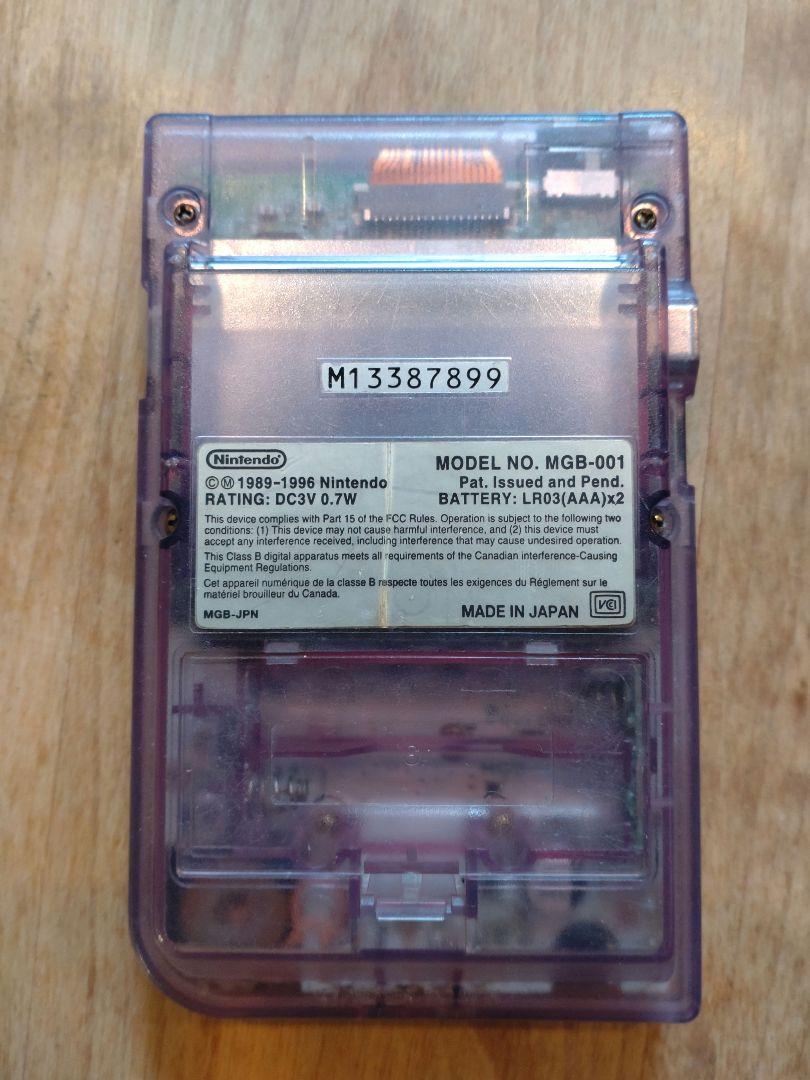 M13387899
Nintendo
©Ⓜ 1989-1996 Nintendo
RATING: DC3V 0.7W
MODEL NO. MGB-001
Pat. Issued and Pend.
BATTERY: LR03(AAA)x2
This device complies with Part 15 of the FCC Rules. Operation is subject to the following two
conditions: (1) This device may not cause harmful interference, and (2) this device must
accept any interference received, including interference that may cause undesired operation.
This Class B digital apparatus meets all requirements of the Canadian interference-Causing
Equipment Regulations.
Cet appareil numérique de la classe B respecte toutes les exigences du Réglement sur le
matériel brouilleur du Canada.
MGB-JPN
MADE IN JAPAN
VCI